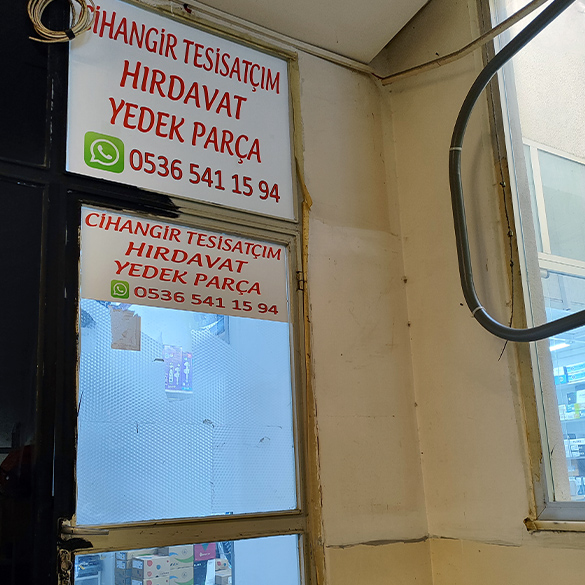 CİHANGİR TESİSATÇIM
HIRDAVAT
YEDEK PARÇA
0536 541 15 94
CİHANGİR TESİSATÇIM
HIRDAVAT
YEDEK PARÇA
0536 541 15 94